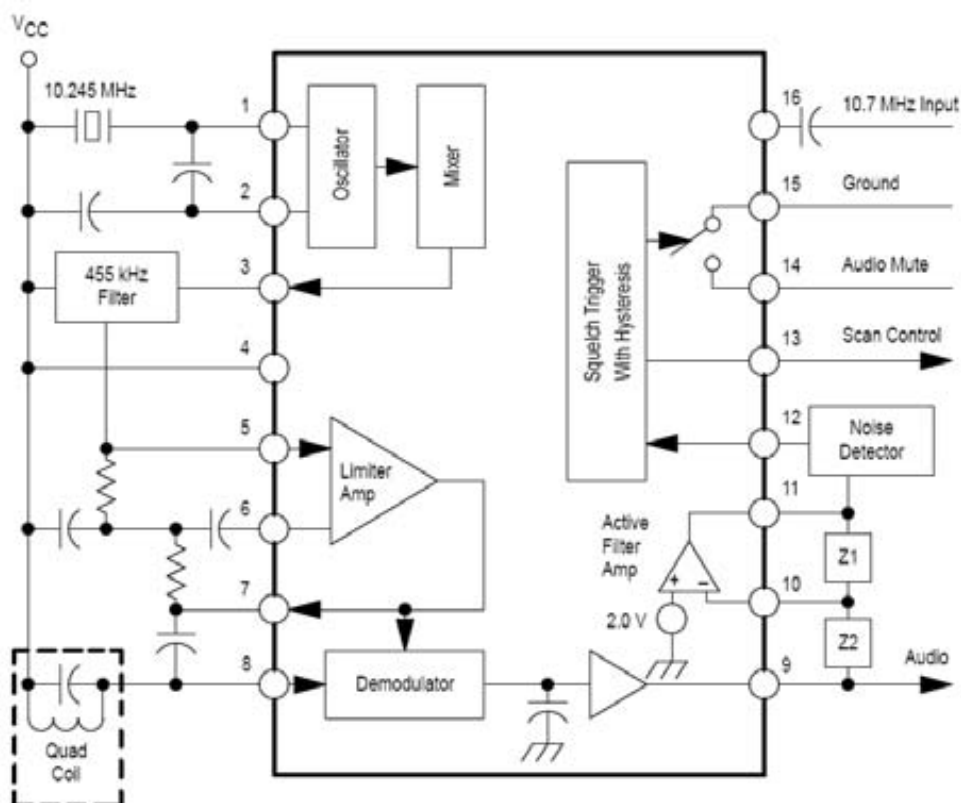 VCC
10.245 MHz
1
16
10.7 MHz Input
Oscillator
Mixer
2
15
Ground
455 kHz
Filter
3
14
Audio Mute
Squelch Trigger
With Hysteresis
4
13
Scan Control
5
12
Noise
Detector
Limiter
Amp
6
11
Active
Filter
Amp
+
–
Z1
7
10
2.0 V
Z2
8
Demodulator
9
Audio
Quad
Coil